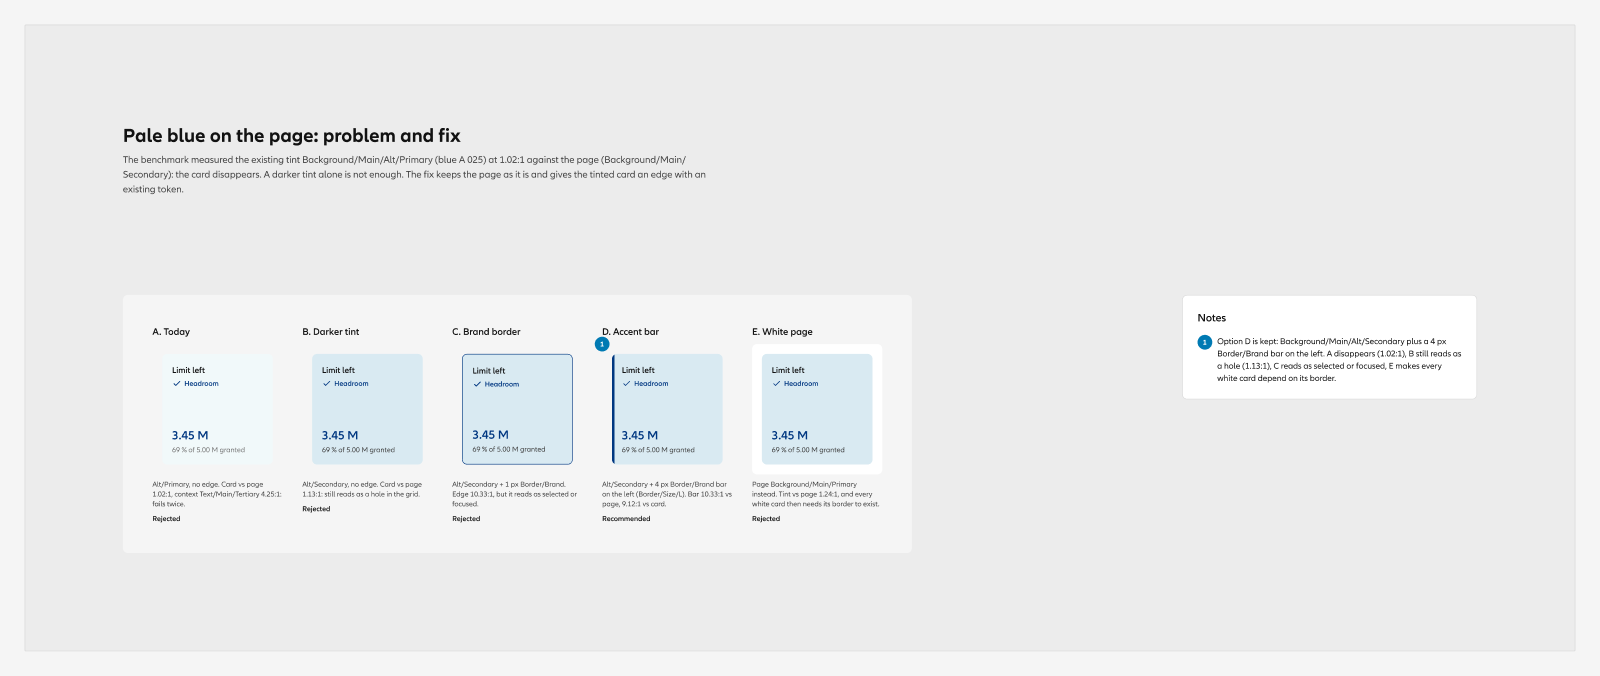 Pale blue on the page: problem and fix
The benchmark measured the existing tint Background/Main/Alt/Primary (blue A 025) at 1.02:1 against the page (Background/Main/
Secondary): the card disappears. A darker tint alone is not enough. The fix keeps the page as it is and gives the tinted card an edge with an
existing token.
A. Today
Limit left
Headroom
3.45 M
69 % of 5.00 M granted
Alt/Primary, no edge. Card vs page
1.02:1, context Text/Main/Tertiary 4.25:1:
fails twice.
Rejected
B. Darker tint
Limit left
Headroom
3.45 M
69 % of 5.00 M granted
Alt/Secondary, no edge. Card vs page
1.13:1: still reads as a hole in the grid.
Rejected
C. Brand border
Limit left
Headroom
3.45 M
69 % of 5.00 M granted
Alt/Secondary + 1 px Border/Brand.
Edge 10.33:1, but it reads as selected or
focused.
Rejected
D. Accent bar
1
Limit left
Headroom
3.45 M
69 % of 5.00 M granted
Alt/Secondary + 4 px Border/Brand bar
on the left (Border/Size/L). Bar 10.33:1 vs
page, 9.12:1 vs card.
Recommended
E. White page
Limit left
Headroom
3.45 M
69 % of 5.00 M granted
Page Background/Main/Primary
instead. Tint vs page 1.24:1, and every
white card then needs its border to exist.
Rejected
Notes
1 Option D is kept: Background/Main/Alt/Secondary plus a 4 px
Border/Brand bar on the left. A disappears (1.02:1), B still reads as
a hole (1.13:1), C reads as selected or focused, E makes every
white card depend on its border.